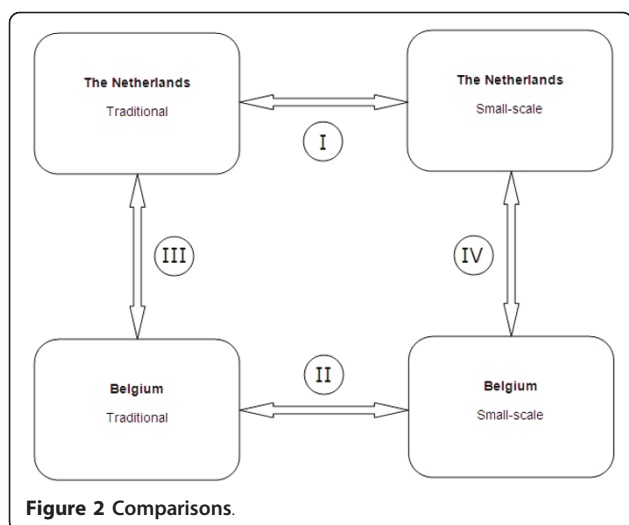 The Netherlands
Traditional
The Netherlands
Small-scale
I
III
IV
Belgium
Traditional
II
Belgium
Small-scale
Figure 2 Comparisons.